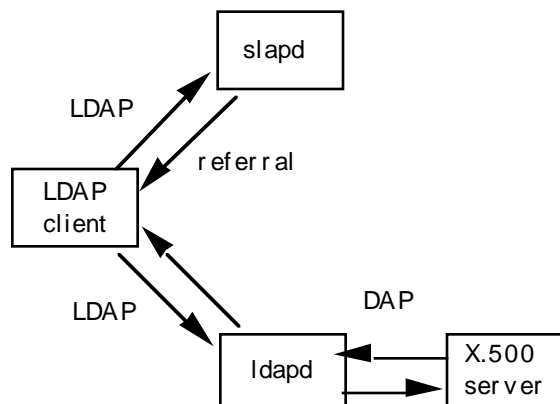 slapd
LDAP
referral
LDAP
client
LDAP
DAP
ldapd
X.500
server